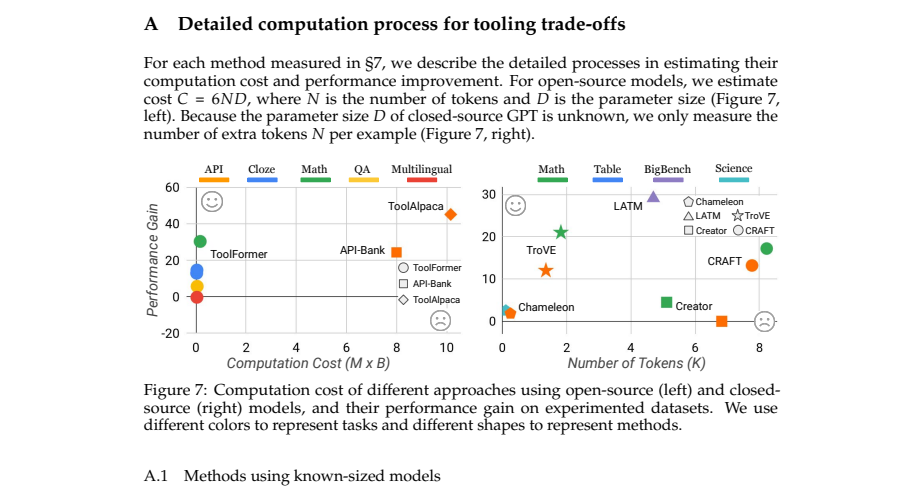 A Detailed computation process for tooling trade-offs
For each method measured in §7, we describe the detailed processes in estimating their
computation cost and performance improvement. For open-source models, we estimate
cost C = 6ND, where N is the number of tokens and D is the parameter size (Figure 7,
left). Because the parameter size D of closed-source GPT is unknown, we only measure the
number of extra tokens N per example (Figure 7, right).
API Cloze Math QA Multilingual
60
40
20
0
-20
Performance Gain
ToolAlpaca
ToolFormer
API-Bank
ToolFormer
API-Bank
ToolAlpaca
0 2 4 6 8 10
Computation Cost (M x B)
Math Table BigBench Science
30
20
10
0
LATM
Chameleon
LATM TroVE
Creator CRAFT
TroVE
CRAFT
Chameleon
Creator
0 2 4 6 8
Number of Tokens (K)
Figure 7: Computation cost of different approaches using open-source (left) and closed-
source (right) models, and their performance gain on experimented datasets. We use
different colors to represent tasks and different shapes to represent methods.
A.1 Methods using known-sized models